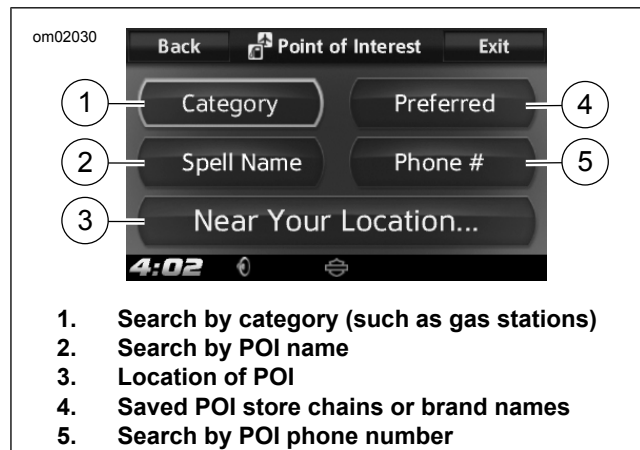 om02030
Back Point of Interest Exit
1 Category Preferred 4
2 Spell Name Phone # 5
3 Near Your Location...
4:02
1. Search by category (such as gas stations)
2. Search by POI name
3. Location of POI
4. Saved POI store chains or brand names
5. Search by POI phone number